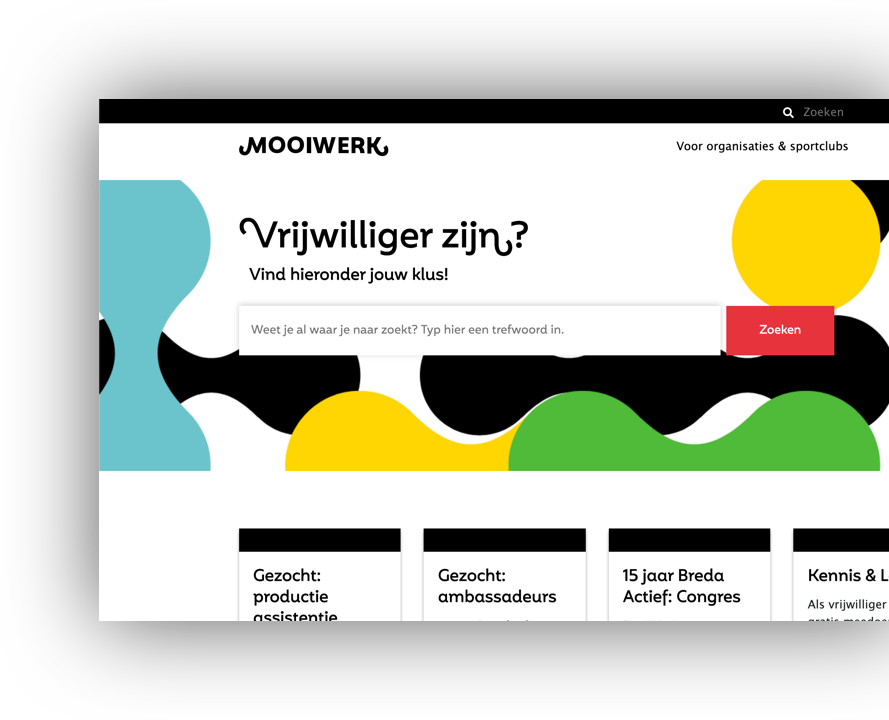 Zoeken
MOOIWERK
Voor organisaties & sportclubs
Vrijwilliger zijn?
Vind hieronder jouw klus!
Weet je al waar je naar zoekt? Typ hier een trefwoord in.
Zoeken
Gezocht:
productie
assistentie
Gezocht:
ambassadeurs
15 jaar Breda
Actief: Congres
Kennis & L
Als vrijwilliger